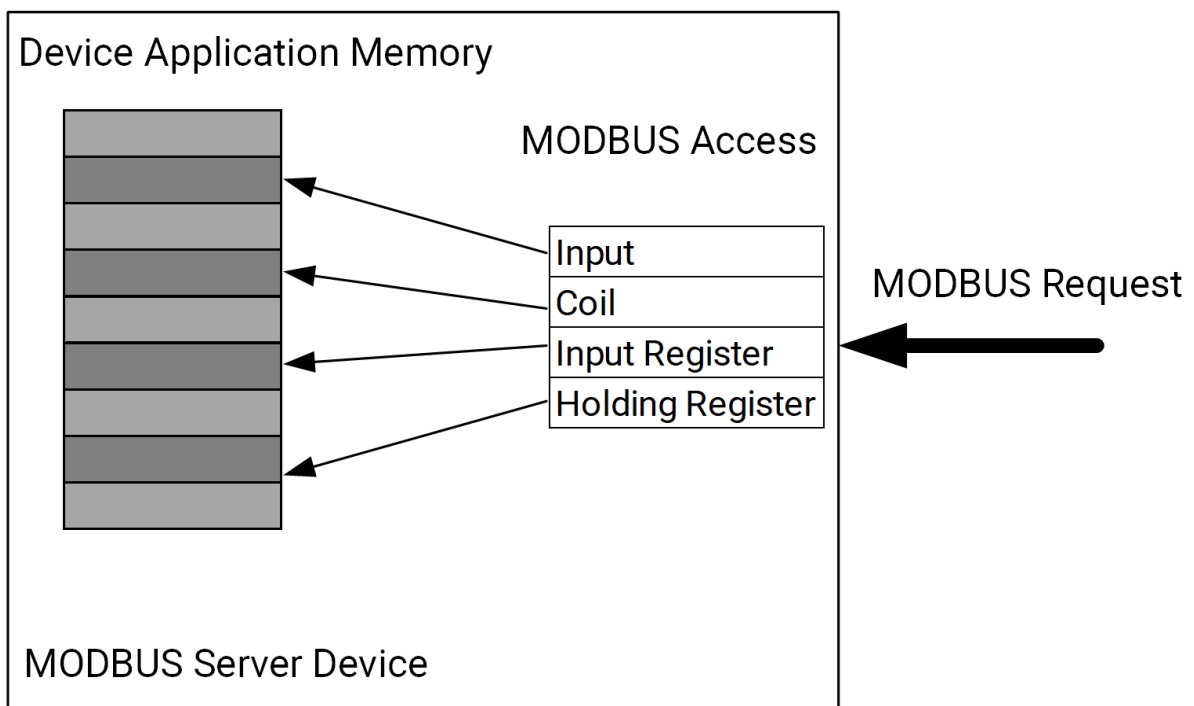 Device Application Memory
MODBUS Access
Input
Coil
Input Register
Holding Register
MODBUS Request
MODBUS Server Device